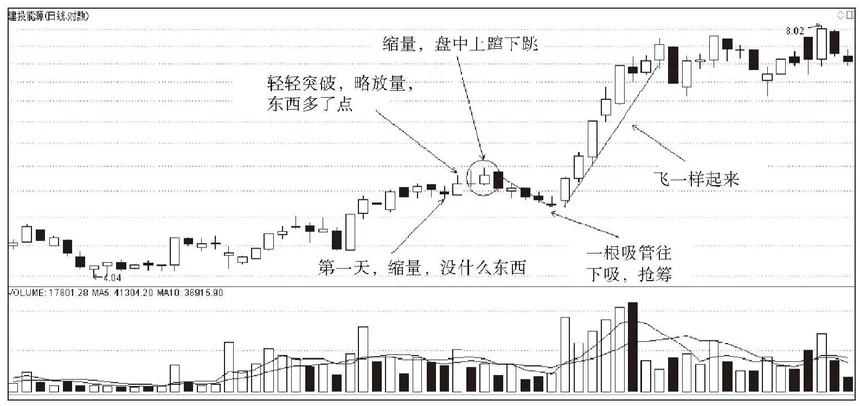 建投能源(日线.对数)
8.02
缩量，盘中上蹿下跳
轻轻突破，略放量，
东西多了点
飞一样起来
一根吸管往
下吸，抢筹
第一天，缩量，没什么东西
4.04
VOLUME: 17601.28 MA5: 41304.20 MA10: 36915.90